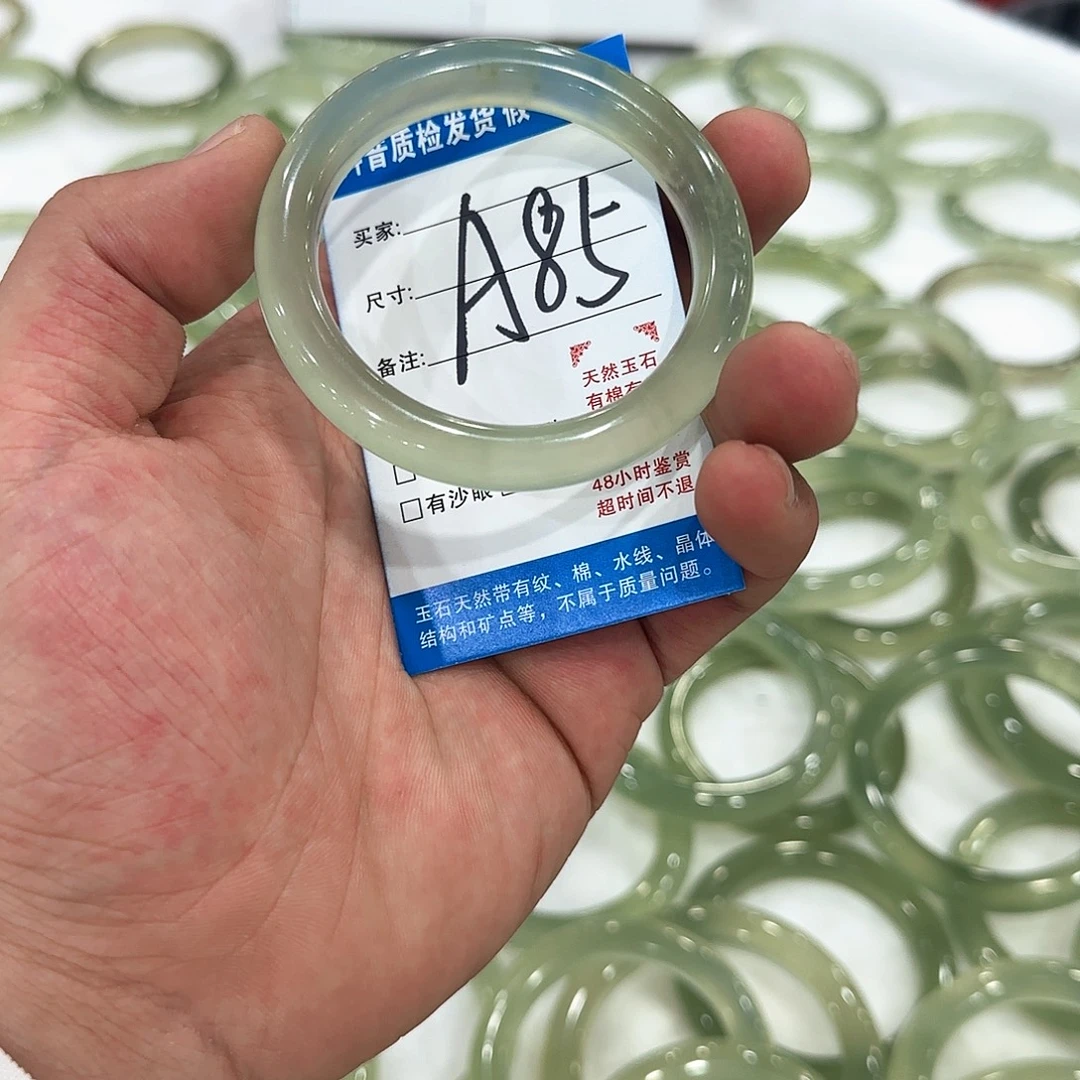 音质检发货 假
买家:
A85
尺寸:
备注:
天然玉石
有棉有
有沙眼
48小时鉴赏
超时间不退
玉石天然带有纹、棉、水线、晶体
结构和矿点等，不属于质量问题。